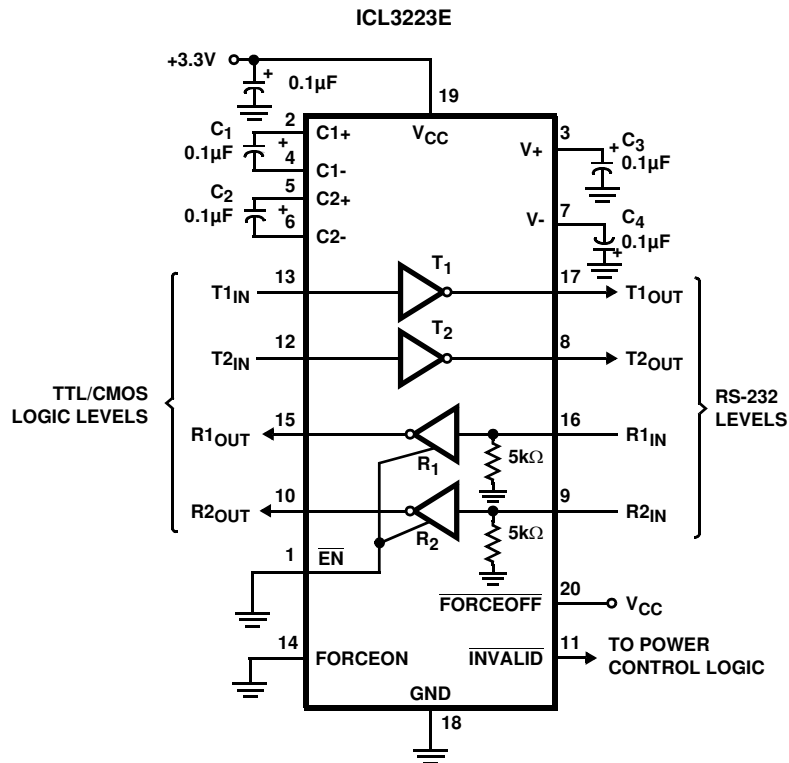 ICL3223E
+3.3V
+
0.1µF
19
VCC
2
C1+
C1
0.1µF
+
4
C1-
5
C2+
C2
0.1µF
+
6
C2-
3
V+
+
C3
0.1µF
7
V-
C4
0.1µF
+
T1
T1IN
13
17
T1OUT
T2
T2IN
12
8
T2OUT
TTL/CMOS
LOGIC LEVELS
RS-232
LEVELS
R1OUT
15
16
R1IN
R1
5kΩ
R2OUT
10
9
R2IN
R2
5kΩ
1
EN
20
FORCEOFF
VCC
14
FORCEON
INVALID
11
TO POWER
CONTROL LOGIC
GND
18